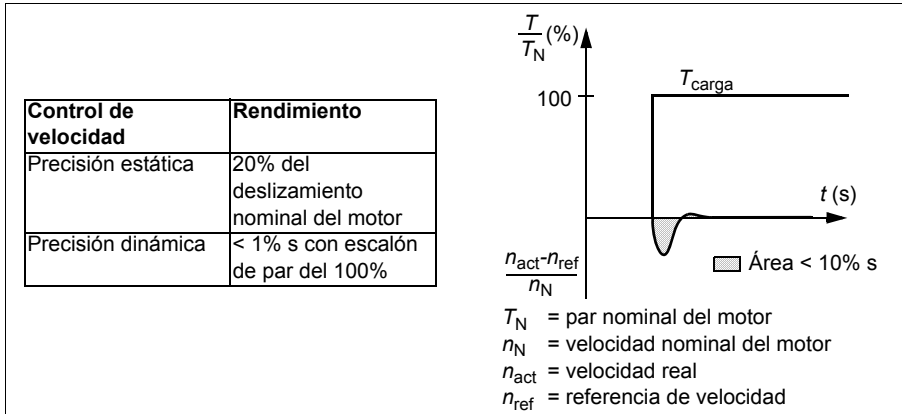 Control de velocidad
Rendimiento
Precisión estática
20% del deslizamiento nominal del motor
Precisión dinámica
< 1% s con escalón de par del 100%
T/T_N (%)
T_carga
100
t (s)
n_act-n_ref
n_N
Área < 10% s
T_N = par nominal del motor
n_N = velocidad nominal del motor
n_act = velocidad real
n_ref = referencia de velocidad